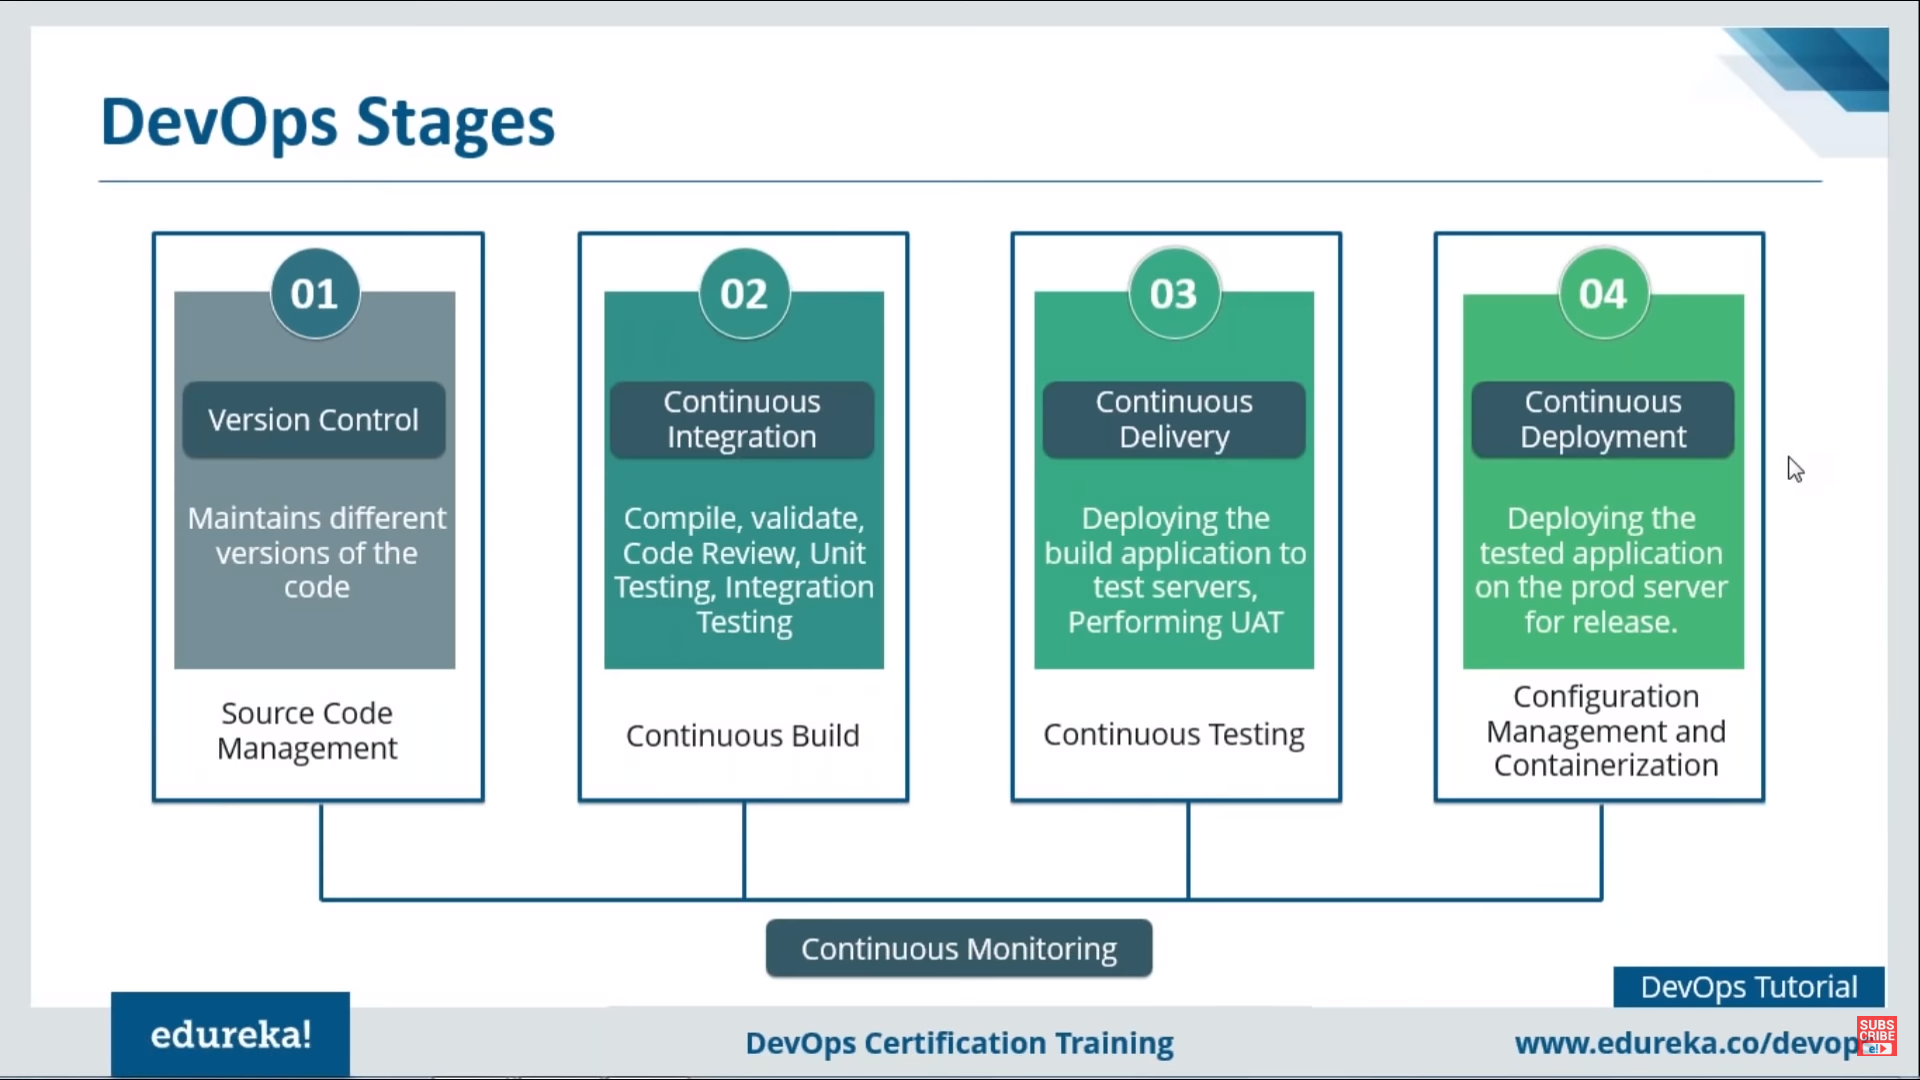 DevOps Stages
01
Version Control
Maintains different
versions of the
code
Source Code
Management
02
Continuous
Integration
Compile, validate,
Code Review, Unit
Testing, Integration
Testing
Continuous Build
03
Continuous
Delivery
Deploying the
build application to
test servers,
Performing UAT
Continuous Testing
04
Continuous
Deployment
Deploying the
tested application
on the prod server
for release.
Configuration
Management and
Containerization
Continuous Monitoring
DevOps Tutorial
edureka!
DevOps Certification Training
www.edureka.co/devop
SUBS
CRIBE
e!